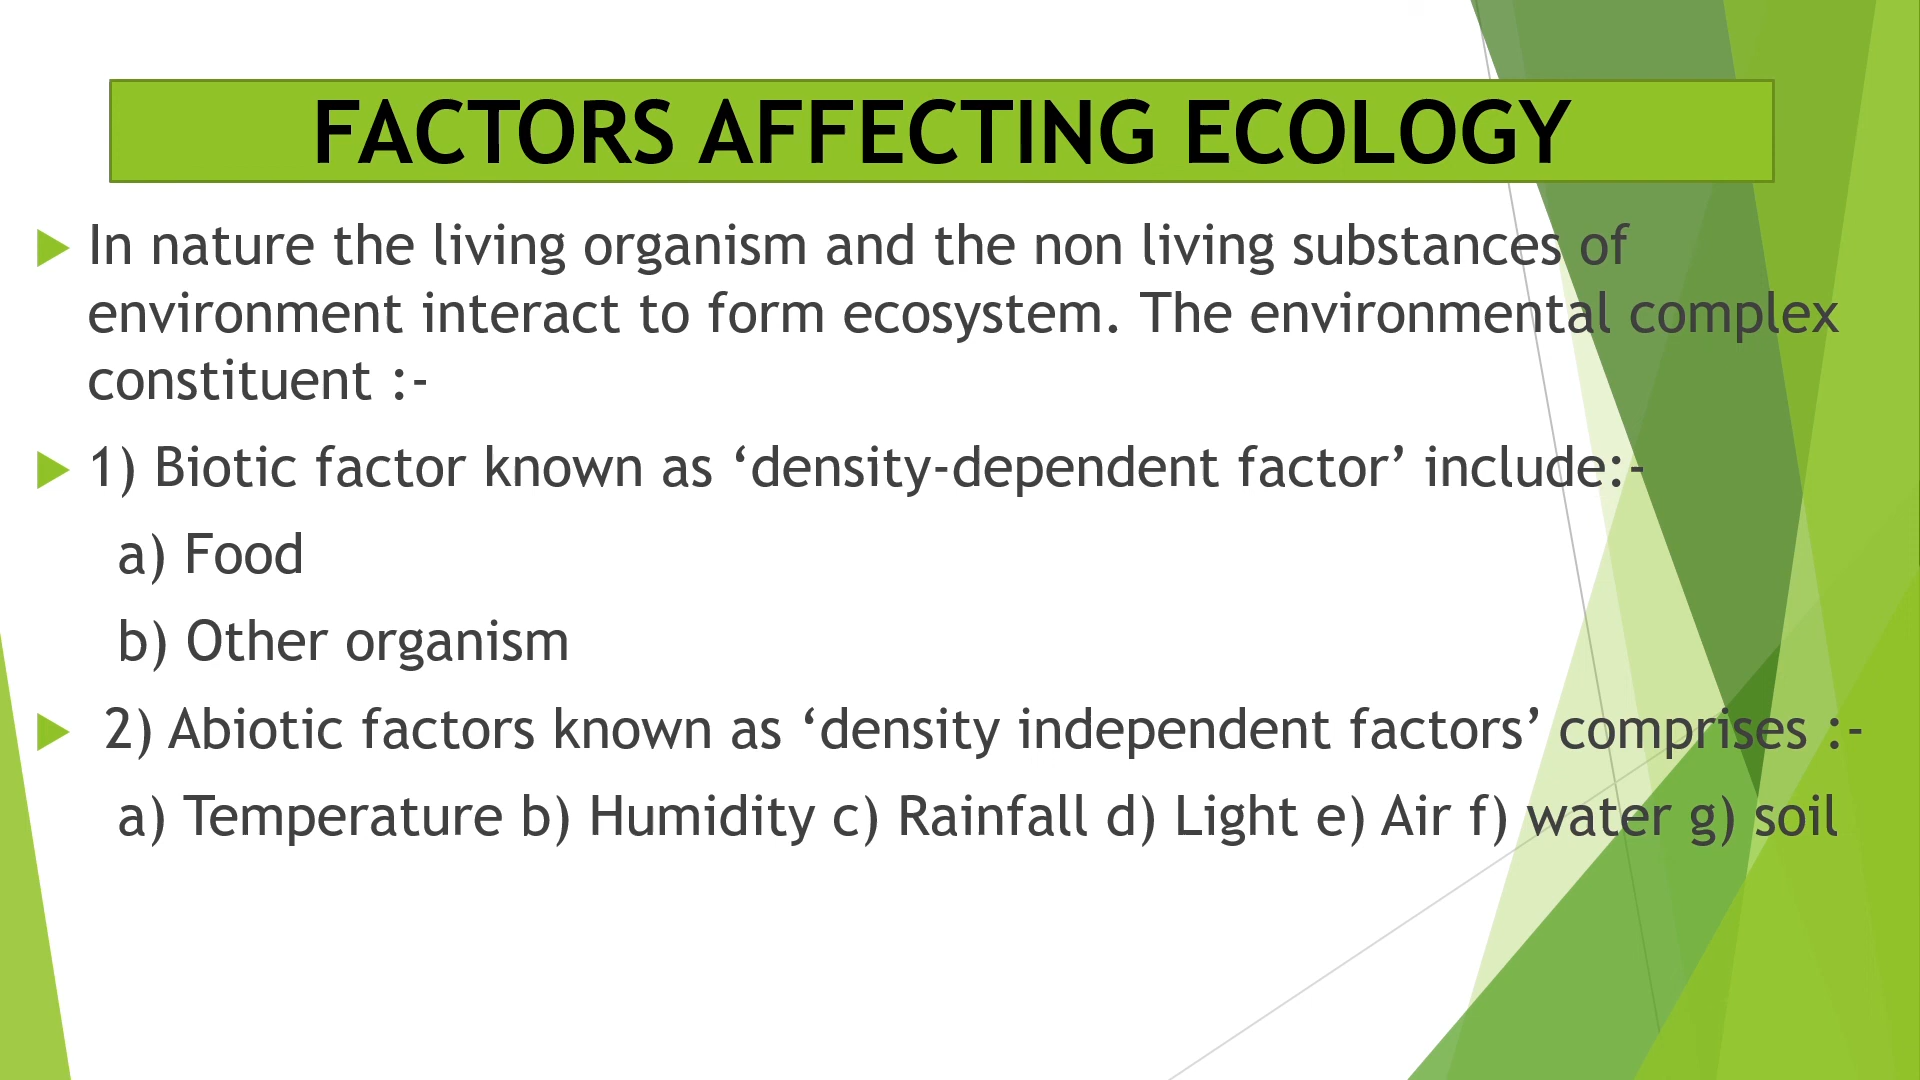 FACTORS AFFECTING ECOLOGY
In nature the living organism and the non living substances of
environment interact to form ecosystem. The environmental complex
constituent :-
1) Biotic factor known as ‘density-dependent factor’ include:-
a) Food
b) Other organism
2) Abiotic factors known as ‘density independent factors’ comprises :-
a) Temperature b) Humidity c) Rainfall d) Light e) Air f) water g) soil